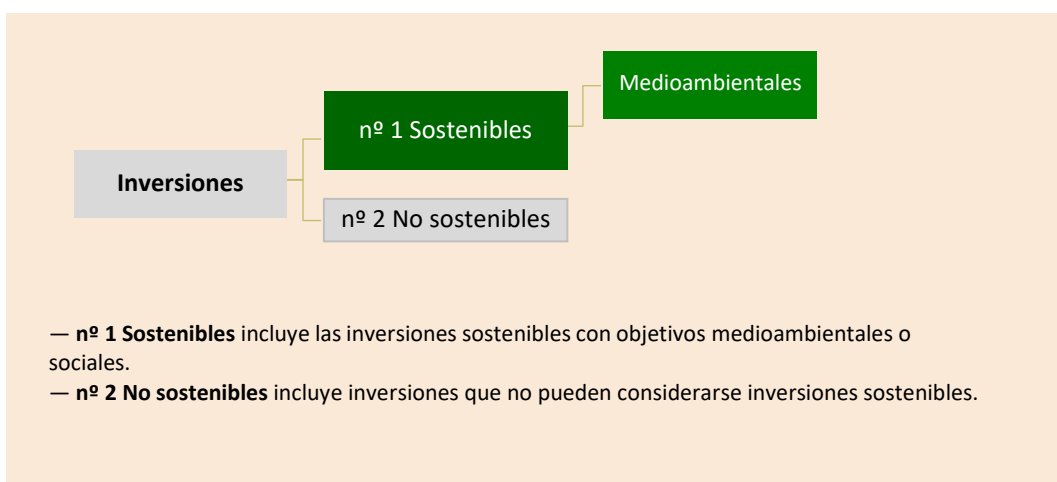 Medioambientales
nº 1 Sostenibles
Inversiones
nº 2 No sostenibles
— nº 1 Sostenibles incluye las inversiones sostenibles con objetivos medioambientales o
sociales.
— nº 2 No sostenibles incluye inversiones que no pueden considerarse inversiones sostenibles.